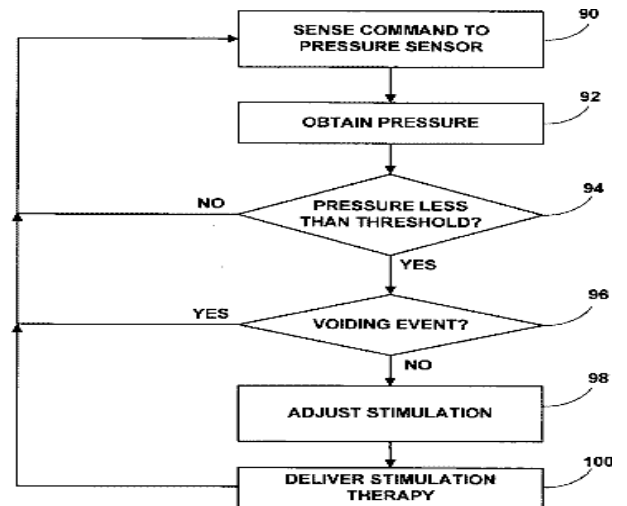 90
SENSE COMMAND TO
PRESSURE SENSOR
92
OBTAIN PRESSURE
94
PRESSURE LESS
THAN THRESHOLD?
NO
YES
96
VOIDING EVENT?
YES
NO
98
ADJUST STIMULATION
100
DELIVER STIMULATION
THERAPY